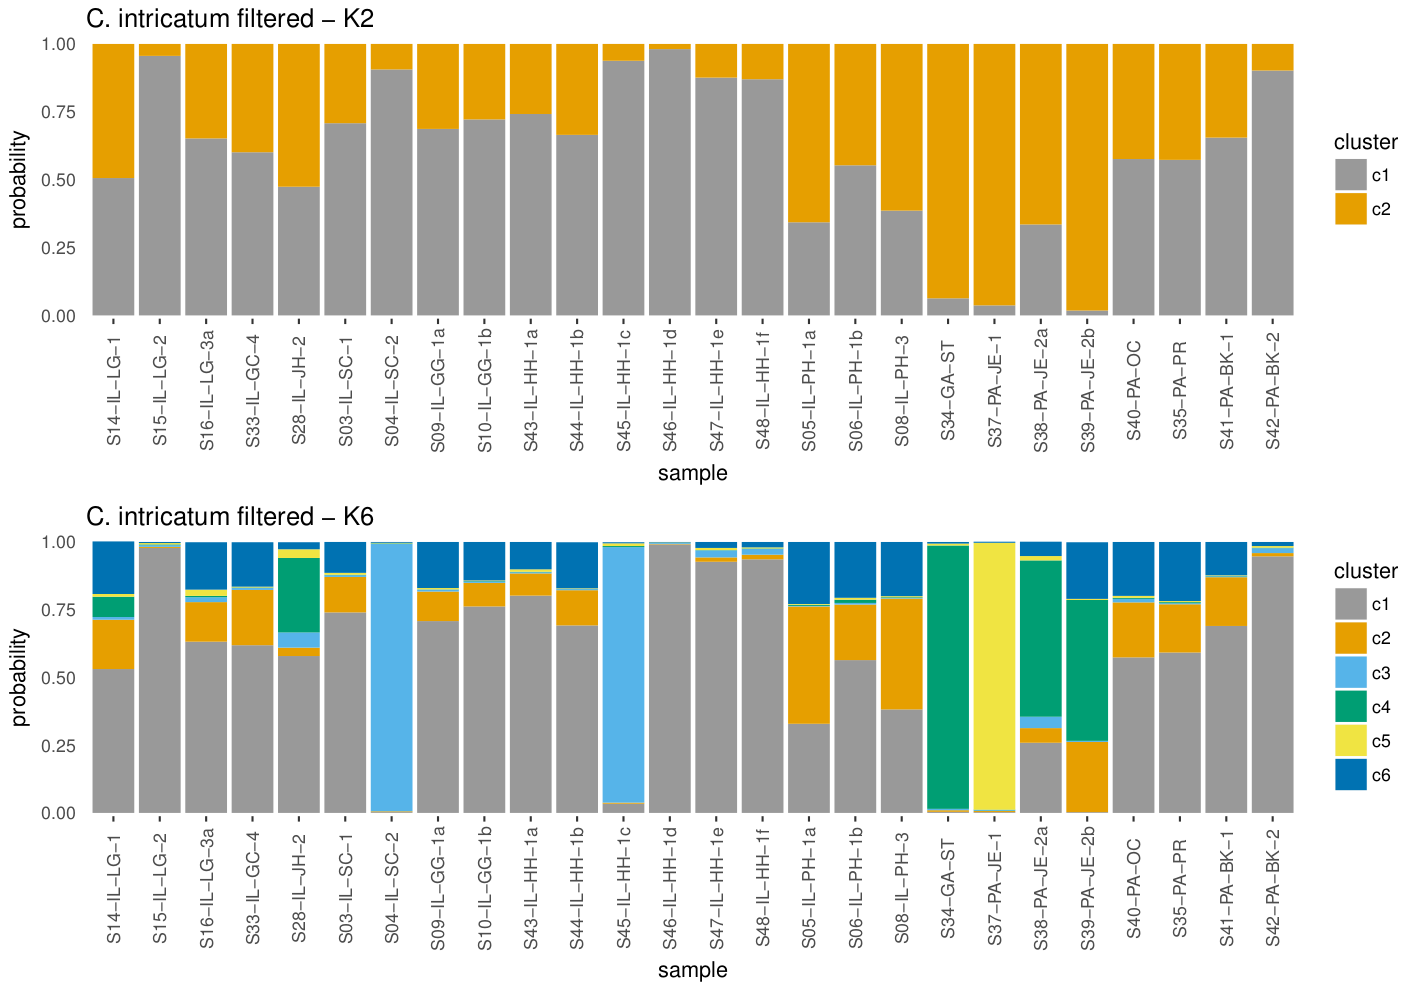 C. intricatum filtered − K2
probability
1.00
0.75
0.50
0.25
0.00
S14−IL−LG−1
S15−IL−LG−2
S16−IL−LG−3a
S33−IL−GC−4
S28−IL−JH−2
S03−IL−SC−1
S04−IL−SC−2
S09−IL−GG−1a
S10−IL−GG−1b
S43−IL−HH−1a
S44−IL−HH−1b
S45−IL−HH−1c
S46−IL−HH−1d
S47−IL−HH−1e
S48−IL−HH−1f
S05−IL−PH−1a
S06−IL−PH−1b
S08−IL−PH−3
S34−GA−ST
S37−PA−JE−1
S38−PA−JE−2a
S39−PA−JE−2b
S40−PA−OC
S35−PA−PR
S41−PA−BK−1
S42−PA−BK−2
sample
cluster
c1
c2
C. intricatum filtered − K6
probability
1.00
0.75
0.50
0.25
0.00
S14−IL−LG−1
S15−IL−LG−2
S16−IL−LG−3a
S33−IL−GC−4
S28−IL−JH−2
S03−IL−SC−1
S04−IL−SC−2
S09−IL−GG−1a
S10−IL−GG−1b
S43−IL−HH−1a
S44−IL−HH−1b
S45−IL−HH−1c
S46−IL−HH−1d
S47−IL−HH−1e
S48−IL−HH−1f
S05−IL−PH−1a
S06−IL−PH−1b
S08−IL−PH−3
S34−GA−ST
S37−PA−JE−1
S38−PA−JE−2a
S39−PA−JE−2b
S40−PA−OC
S35−PA−PR
S41−PA−BK−1
S42−PA−BK−2
sample
cluster
c1
c2
c3
c4
c5
c6